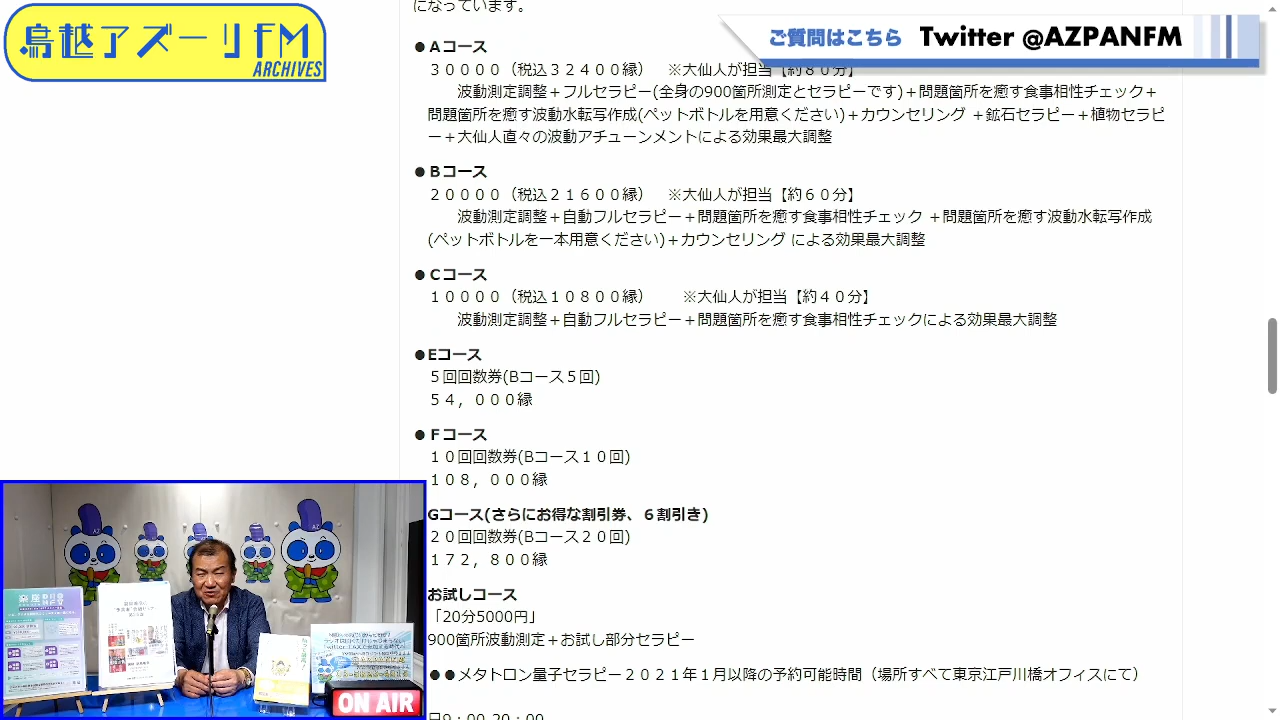 鳥越アズーリFM
ARCHIVES
ご質問はこちら Twitter @AZPANFM
になっています。
●Ａコース
３００００（税込３２４００縁） ※大仙人が担当【約８０分】
波動測定調整＋フルセラピー(全身の900箇所測定とセラピーです)＋問題箇所を癒す食事相性チェック＋
問題箇所を癒す波動水転写作成(ペットボトルを用意ください)＋カウンセリング ＋鉱石セラピー＋植物セラピ
ー＋大仙人直々の波動アチューンメントによる効果最大調整
●Ｂコース
２００００（税込２１６００縁） ※大仙人が担当【約６０分】
波動測定調整＋自動フルセラピー＋問題箇所を癒す食事相性チェック ＋問題箇所を癒す波動水転写作成
(ペットボトルを一本用意ください)＋カウンセリング による効果最大調整
●Ｃコース
１００００（税込１０８００縁） ※大仙人が担当【約４０分】
波動測定調整＋自動フルセラピー＋問題箇所を癒す食事相性チェックによる効果最大調整
●Eコース
５回回数券(Bコース５回)
５４，０００縁
●Ｆコース
１０回回数券(Bコース１０回)
１０８，０００縁
Gコース(さらにお得な割引券、６割引き)
２０回回数券(Bコース２０回)
１７２，８００縁
お試しコース
「20分5000円」
900箇所波動測定＋お試し部分セラピー
●●メタトロン量子セラピー２０２１年１月以降の予約可能時間（場所すべて東京江戸川橋オフィスにて）
日9：00-20：00
ON AIR